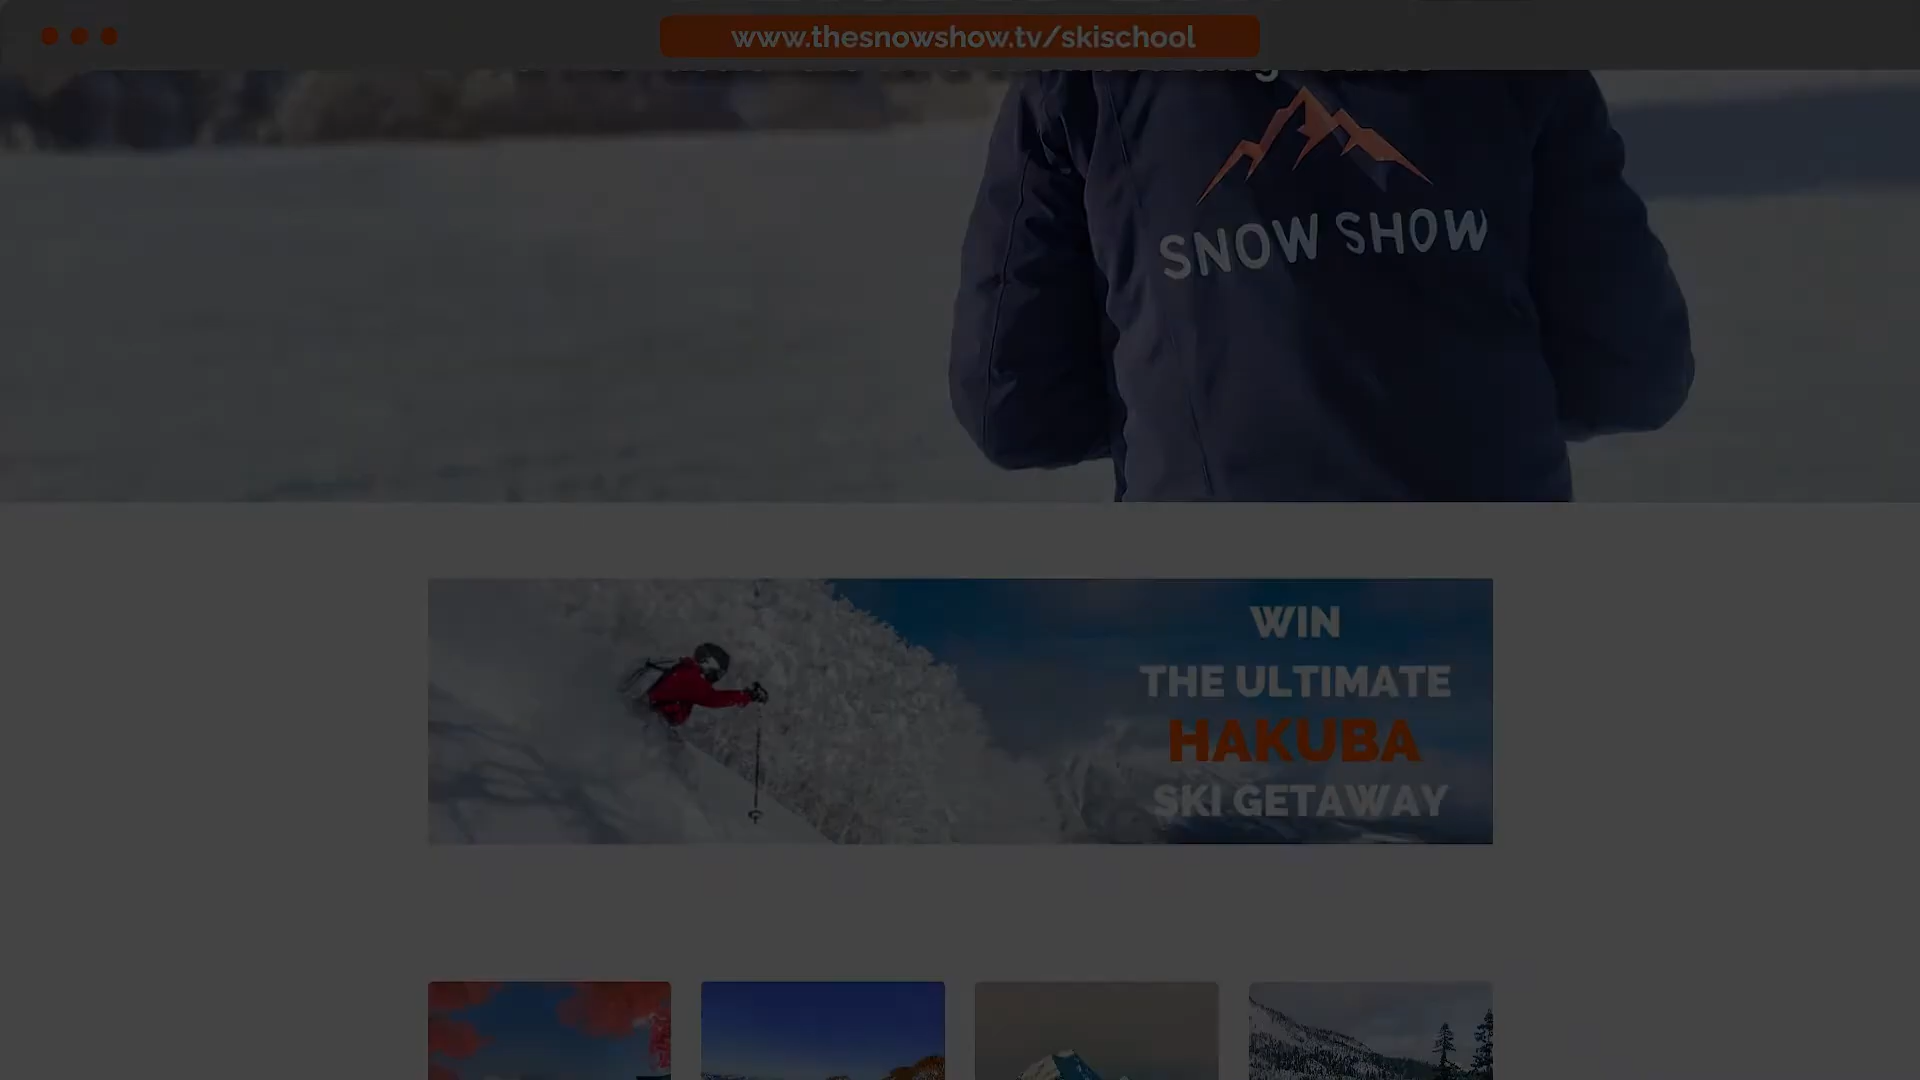 www.thesnowshow.tv/skischool
SNOW SHOW
WIN
THE ULTIMATE
HAKUBA
SKI GETAWAY